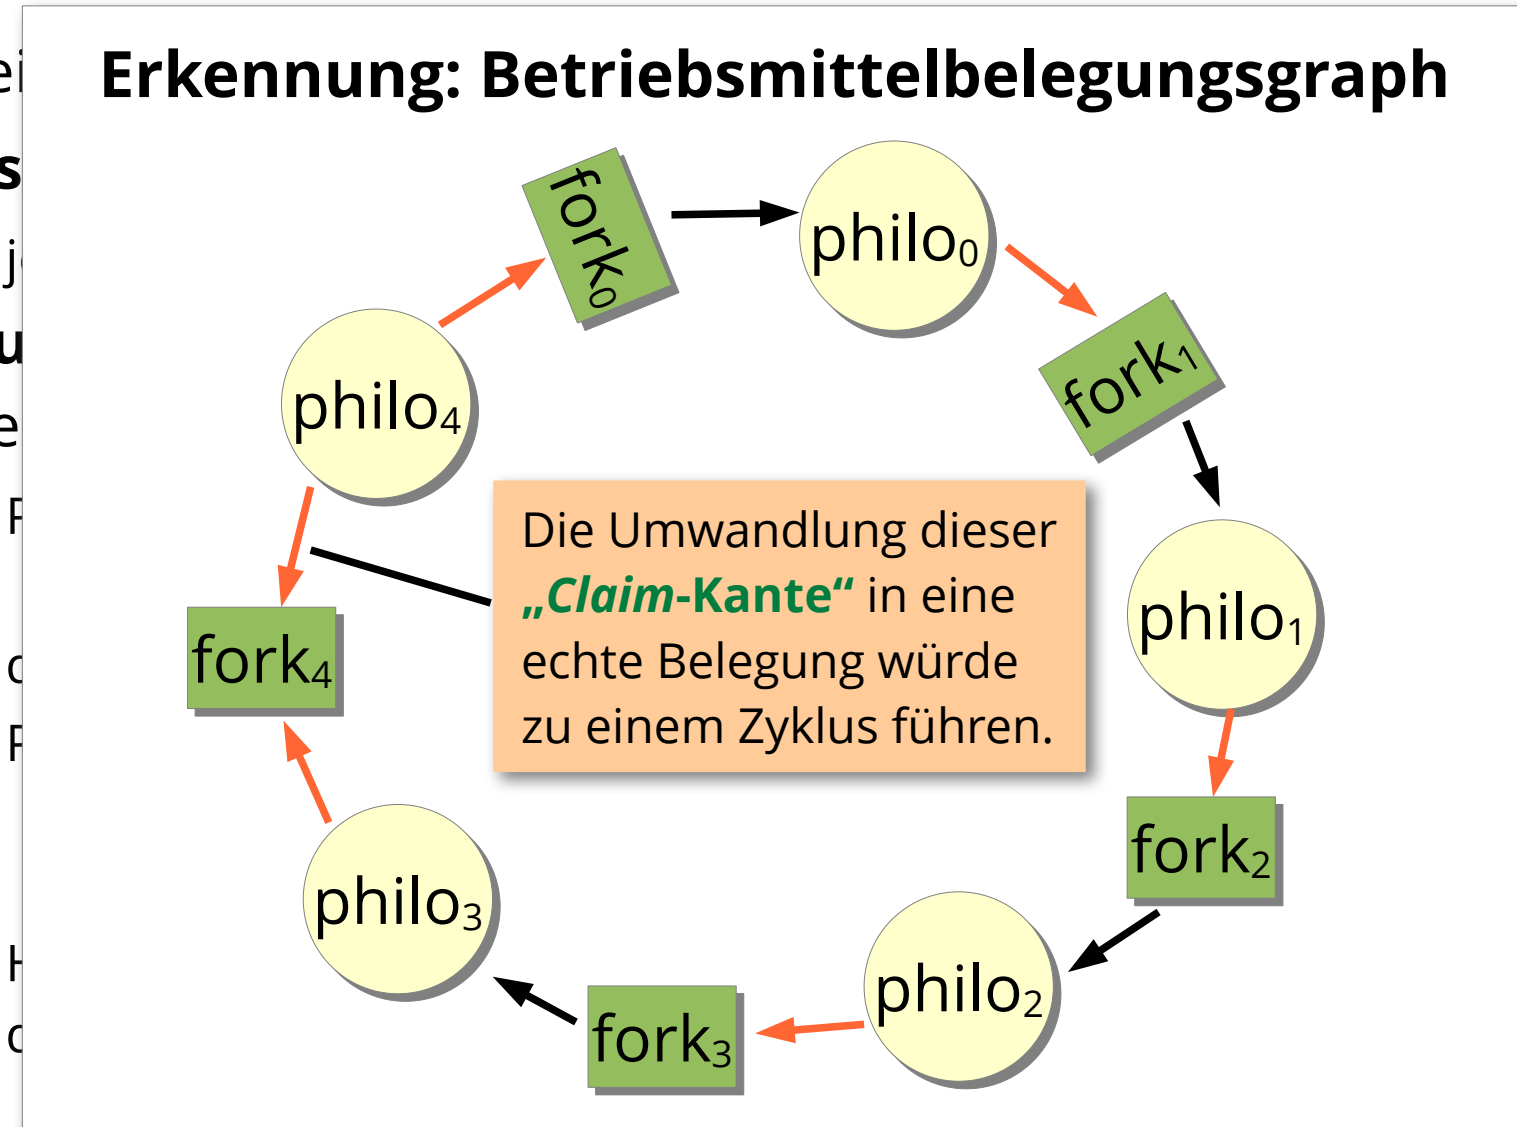 Erkennung: Betriebsmittelbelegungsgraph
fork₀
philo₀
fork₁
philo₄
Die Umwandlung dieser
„Claim-Kante“ in eine
echte Belegung würde
zu einem Zyklus führen.
philo₁
fork₄
fork₂
philo₃
philo₂
fork₃